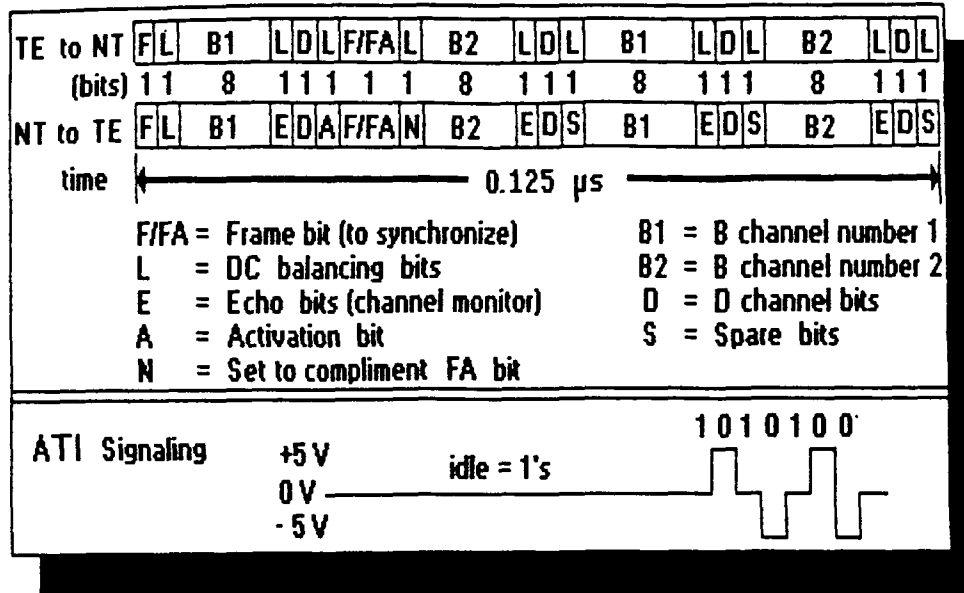 TE to NT F L B1 L D L F/FA L B2 L D L B1 L D L B2 L D L
(bits) 1 1 8 1 1 1 1 1 8 1 1 1 8 1 1 1 8 1 1 1
NT to TE F L B1 E D A F/FA N B2 E D S B1 E D S B2 E D S
time 0.125 µs
F/FA = Frame bit (to synchronize) B1 = B channel number 1
L = DC balancing bits B2 = B channel number 2
E = Echo bits (channel monitor) D = D channel bits
A = Activation bit S = Spare bits
N = Set to compliment FA bit
1 0 1 0 1 0 0
ATI Signaling +5 V idle = 1's
0 V
- 5 V